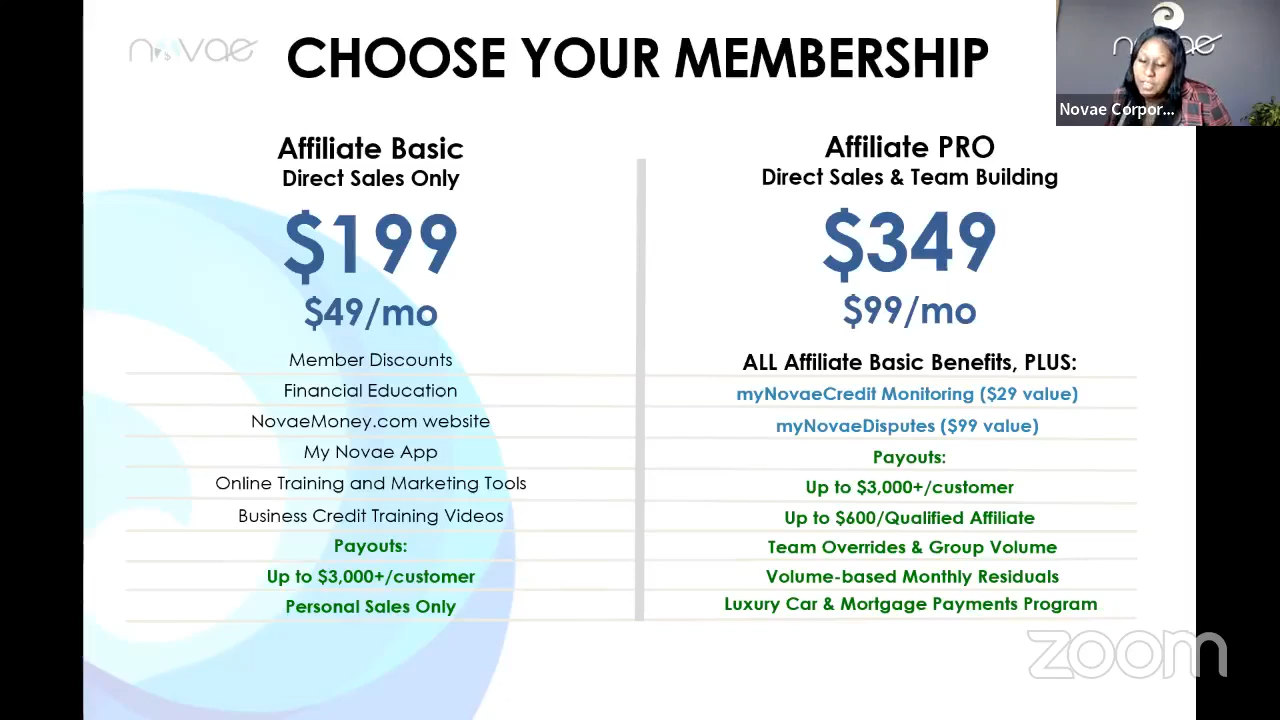 novae
CHOOSE YOUR MEMBERSHIP
novae
Novae Corpor...
Affiliate Basic
Direct Sales Only
$199
$49/mo
Member Discounts
Financial Education
NovaeMoney.com website
My Novae App
Online Training and Marketing Tools
Business Credit Training Videos
Payouts:
Up to $3,000+/customer
Personal Sales Only
Affiliate PRO
Direct Sales & Team Building
$349
$99/mo
ALL Affiliate Basic Benefits, PLUS:
myNovaeCredit Monitoring ($29 value)
myNovaeDisputes ($99 value)
Payouts:
Up to $3,000+/customer
Up to $600/Qualified Affiliate
Team Overrides & Group Volume
Volume-based Monthly Residuals
Luxury Car & Mortgage Payments Program
zoom